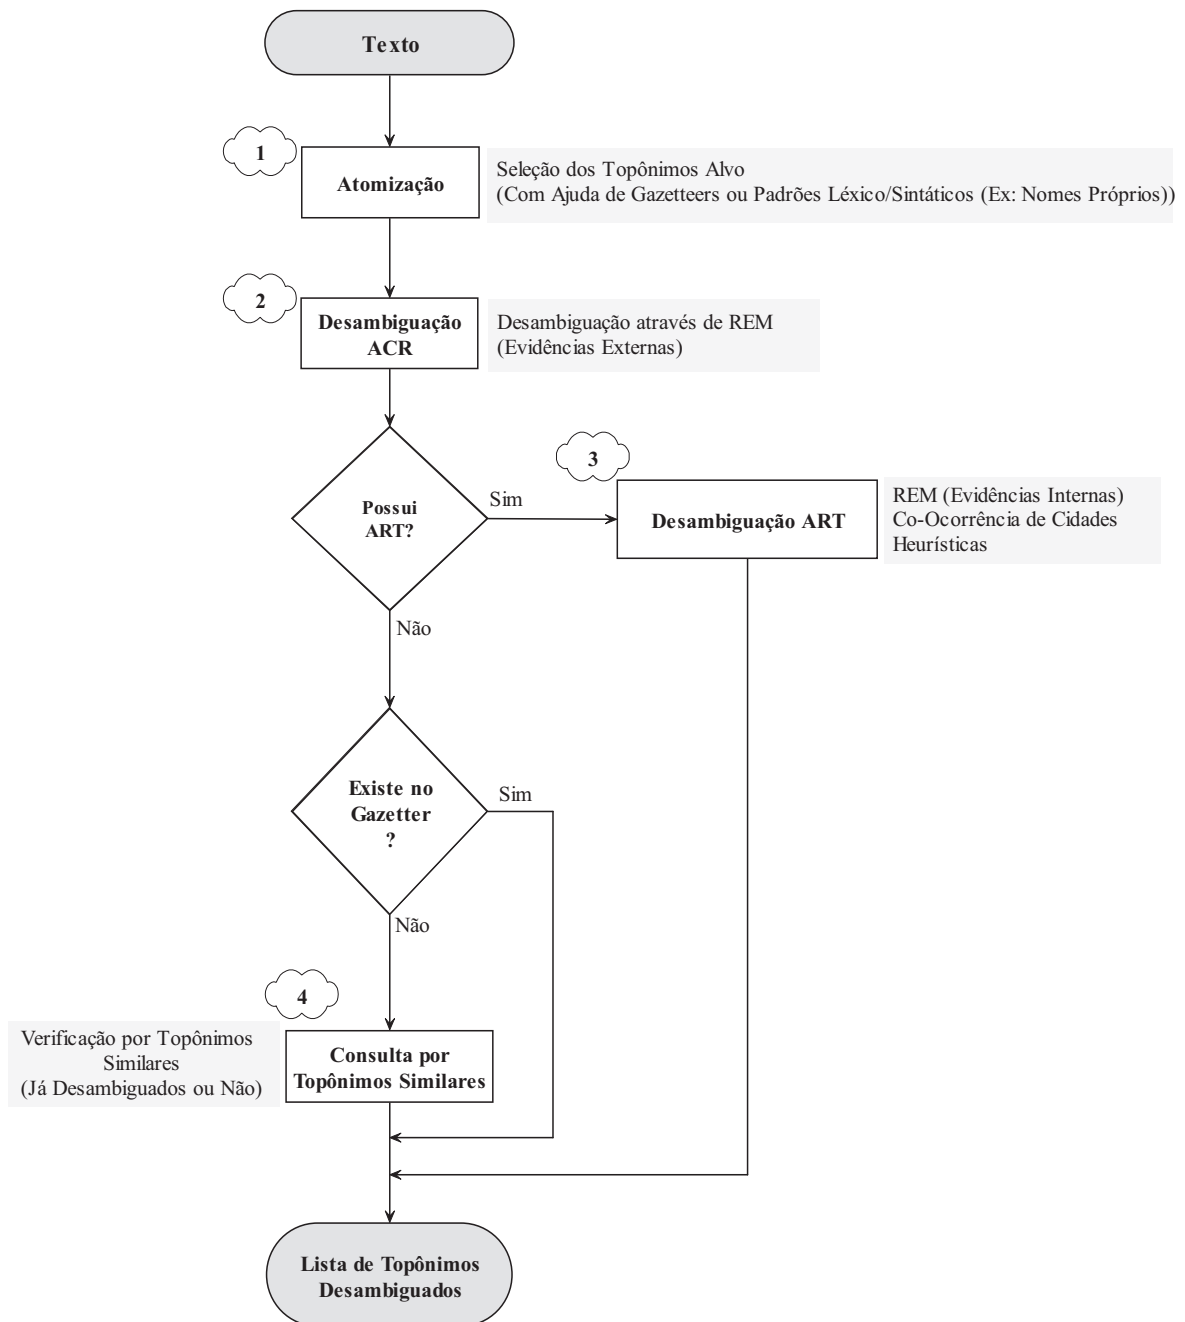 Texto
1
Atomização
Seleção dos Topônimos Alvo
(Com Ajuda de Gazetteers ou Padrões Léxico/Sintáticos (Ex: Nomes Próprios))
2
Desambiguação
ACR
Desambiguação através de REM
(Evidências Externas)
Possui
ART?
Sim
3
Desambiguação ART
REM (Evidências Internas)
Co-Ocorrência de Cidades
Heurísticas
Não
Existe no
Gazetter
?
Sim
Não
4
Verificação por Topônimos
Similares
(Já Desambiguados ou Não)
Consulta por
Topônimos Similares
Lista de Topônimos
Desambiguados